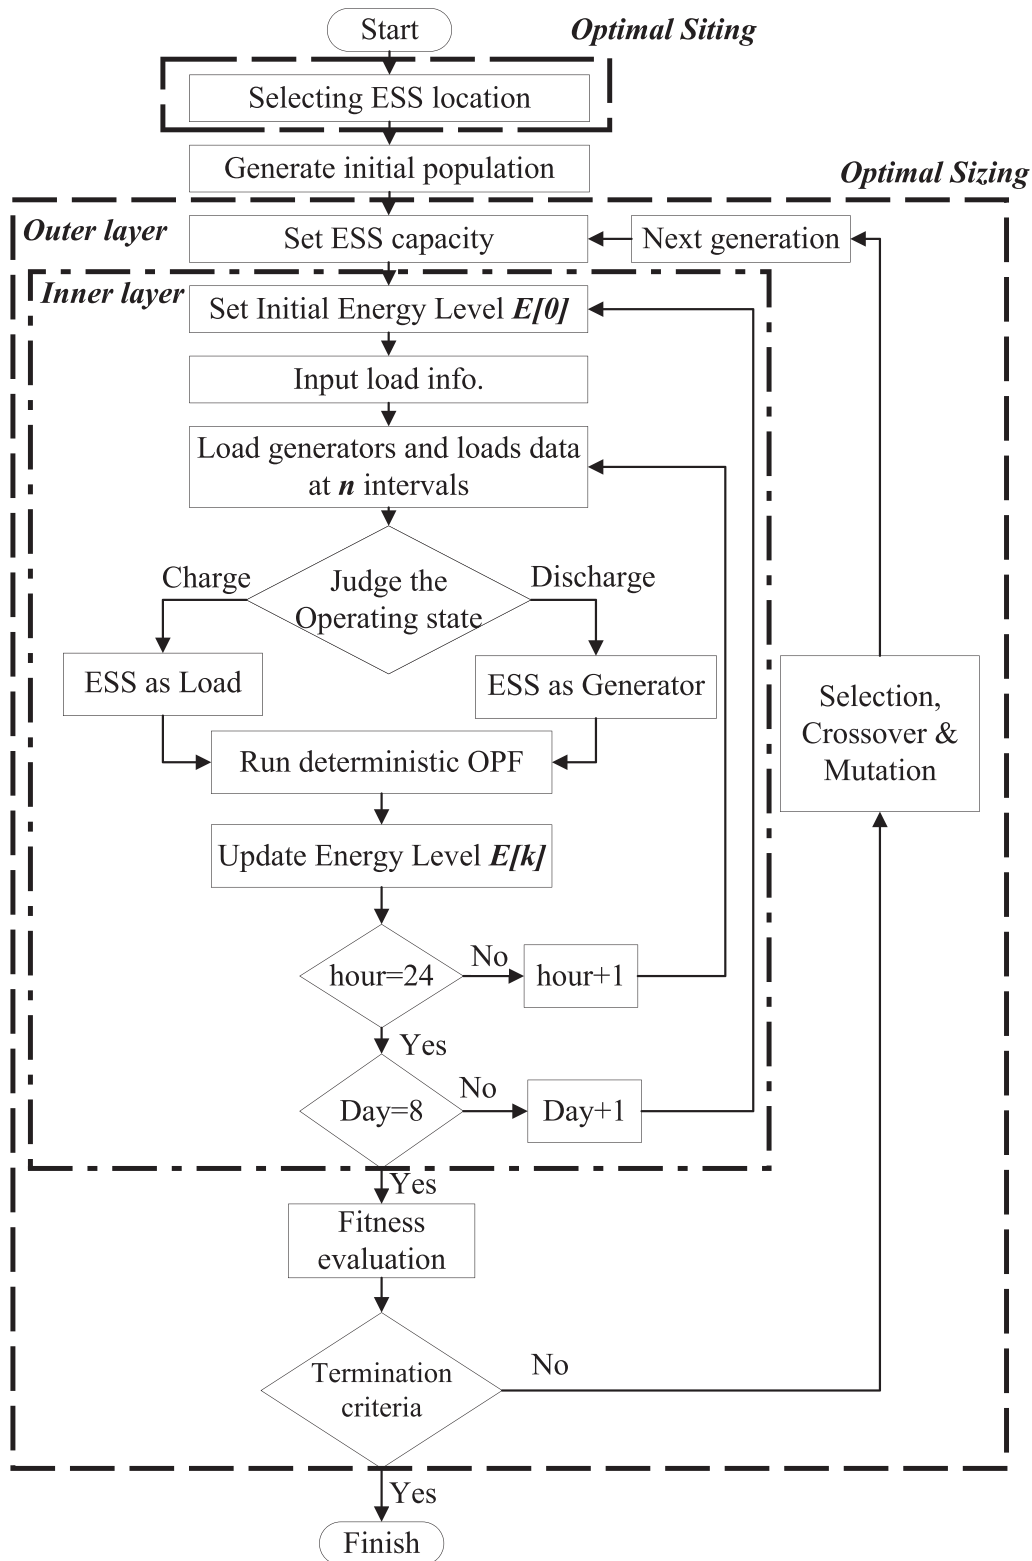 Start
Optimal Siting
Selecting ESS location
Generate initial population
Optimal Sizing
Outer layer
Set ESS capacity
Next generation
Inner layer
Set Initial Energy Level E[0]
Input load info.
Load generators and loads data
at n intervals
Charge
Judge the
Operating state
Discharge
ESS as Load
ESS as Generator
Selection,
Crossover &
Mutation
Run deterministic OPF
Update Energy Level E[k]
hour=24
No
hour+1
Yes
Day=8
No
Day+1
Yes
Fitness
evaluation
Termination
criteria
No
Yes
Finish